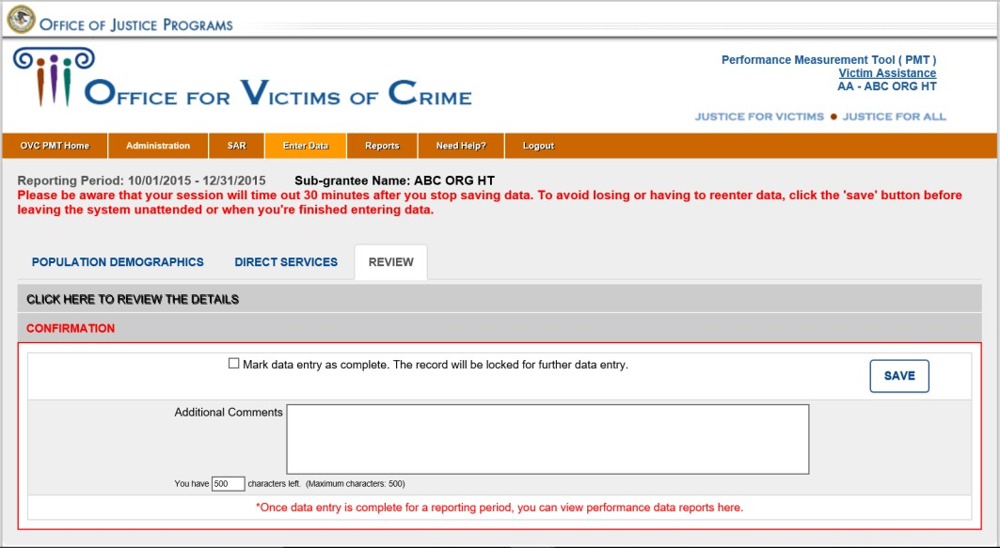 OFFICE OF JUSTICE PROGRAMS
OFFICE FOR VICTIMS OF CRIME
Performance Measurement Tool ( PMT )
Victim Assistance
AA - ABC ORG HT
JUSTICE FOR VICTIMS ● JUSTICE FOR ALL
OVC PMT Home Administration SAR Enter Data Reports Need Help? Logout
Reporting Period: 10/01/2015 - 12/31/2015 Sub-grantee Name: ABC ORG HT
Please be aware that your session will time out 30 minutes after you stop saving data. To avoid losing or having to reenter data, click the 'save' button before
leaving the system unattended or when you're finished entering data.
POPULATION DEMOGRAPHICS DIRECT SERVICES REVIEW
CLICK HERE TO REVIEW THE DETAILS
CONFIRMATION
Mark data entry as complete. The record will be locked for further data entry.
SAVE
Additional Comments
You have 500 characters left. (Maximum characters: 500)
*Once data entry is complete for a reporting period, you can view performance data reports here.